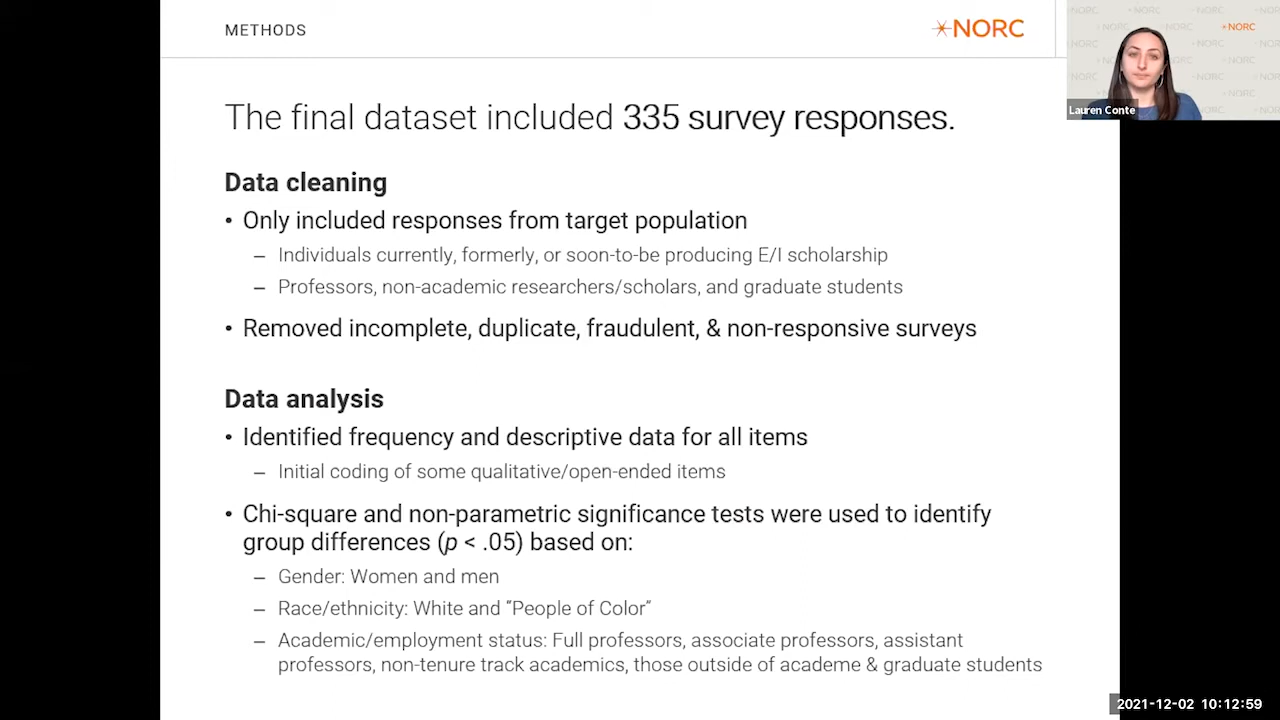 METHODS
NORC
NORC
Lauren Conte
The final dataset included 335 survey responses.
Data cleaning
• Only included responses from target population
– Individuals currently, formerly, or soon-to-be producing E/I scholarship
– Professors, non-academic researchers/scholars, and graduate students
• Removed incomplete, duplicate, fraudulent, & non-responsive surveys
Data analysis
• Identified frequency and descriptive data for all items
– Initial coding of some qualitative/open-ended items
• Chi-square and non-parametric significance tests were used to identify
group differences (p < .05) based on:
– Gender: Women and men
– Race/ethnicity: White and “People of Color”
– Academic/employment status: Full professors, associate professors, assistant
professors, non-tenure track academics, those outside of academe & graduate students
2021-12-02 10:12:59